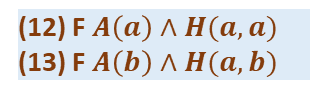 (12) F A(a) ∧ H(a, a)
(13) F A(b) ∧ H(a, b)